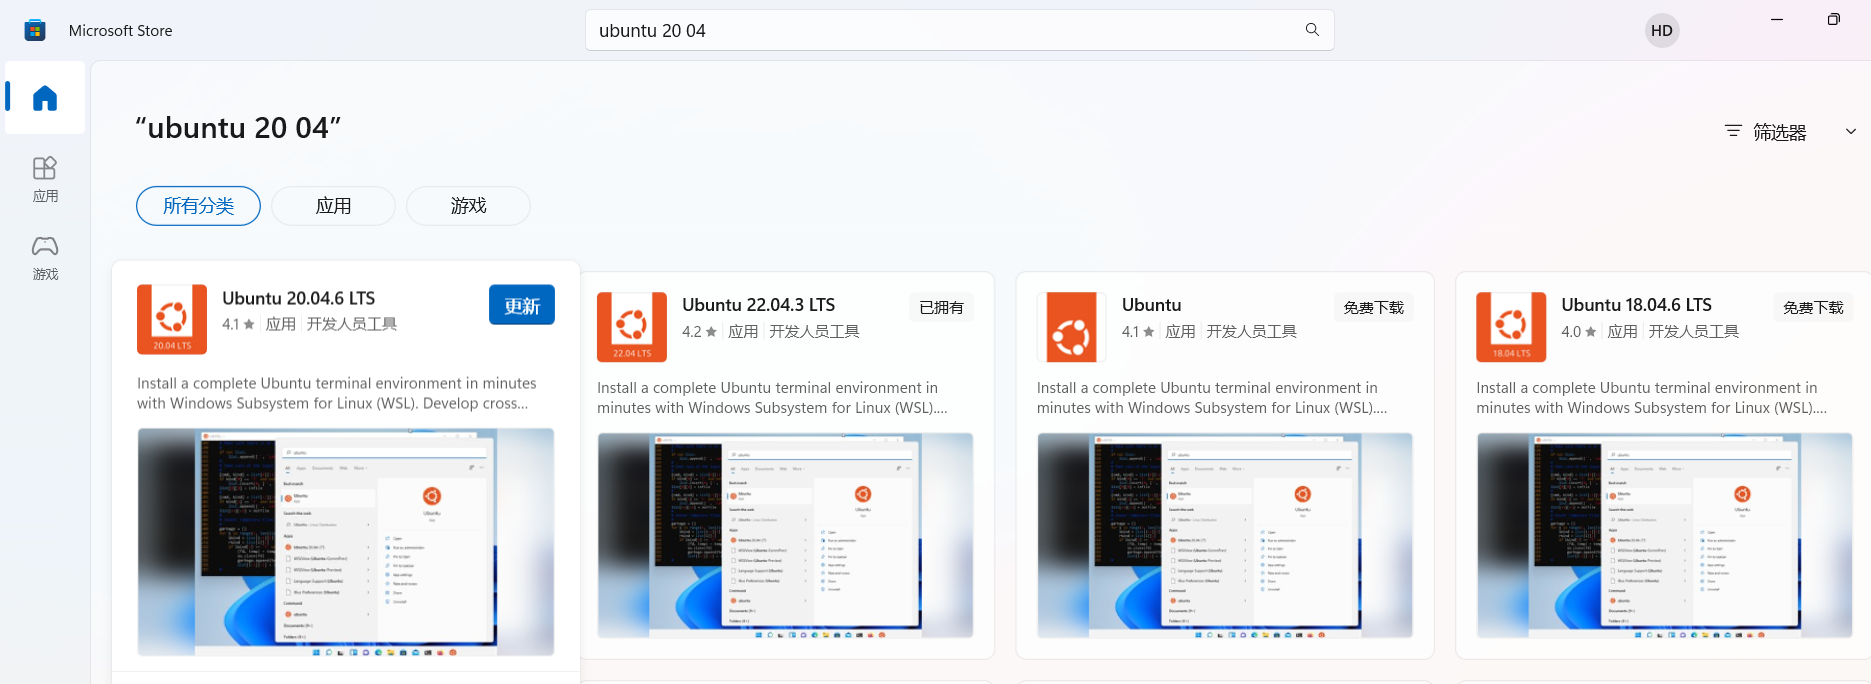 Microsoft Store
ubuntu 20 04
HD
“ubuntu 20 04”
筛选器
所有分类
应用
游戏
应用
游戏
Ubuntu 20.04.6 LTS
4.1 ★ 应用 开发人员工具
更新
20.04 LTS
Install a complete Ubuntu terminal environment in minutes
with Windows Subsystem for Linux (WSL). Develop cross...
Ubuntu 22.04.3 LTS
4.2 ★ 应用 开发人员工具
已拥有
22.04 LTS
Install a complete Ubuntu terminal environment in
minutes with Windows Subsystem for Linux (WSL)....
Ubuntu
4.1 ★ 应用 开发人员工具
免费下载
Install a complete Ubuntu terminal environment in
minutes with Windows Subsystem for Linux (WSL)....
Ubuntu 18.04.6 LTS
4.0 ★ 应用 开发人员工具
免费下载
18.04 LTS
Install a complete Ubuntu terminal environment in
minutes with Windows Subsystem for Linux (WSL)....